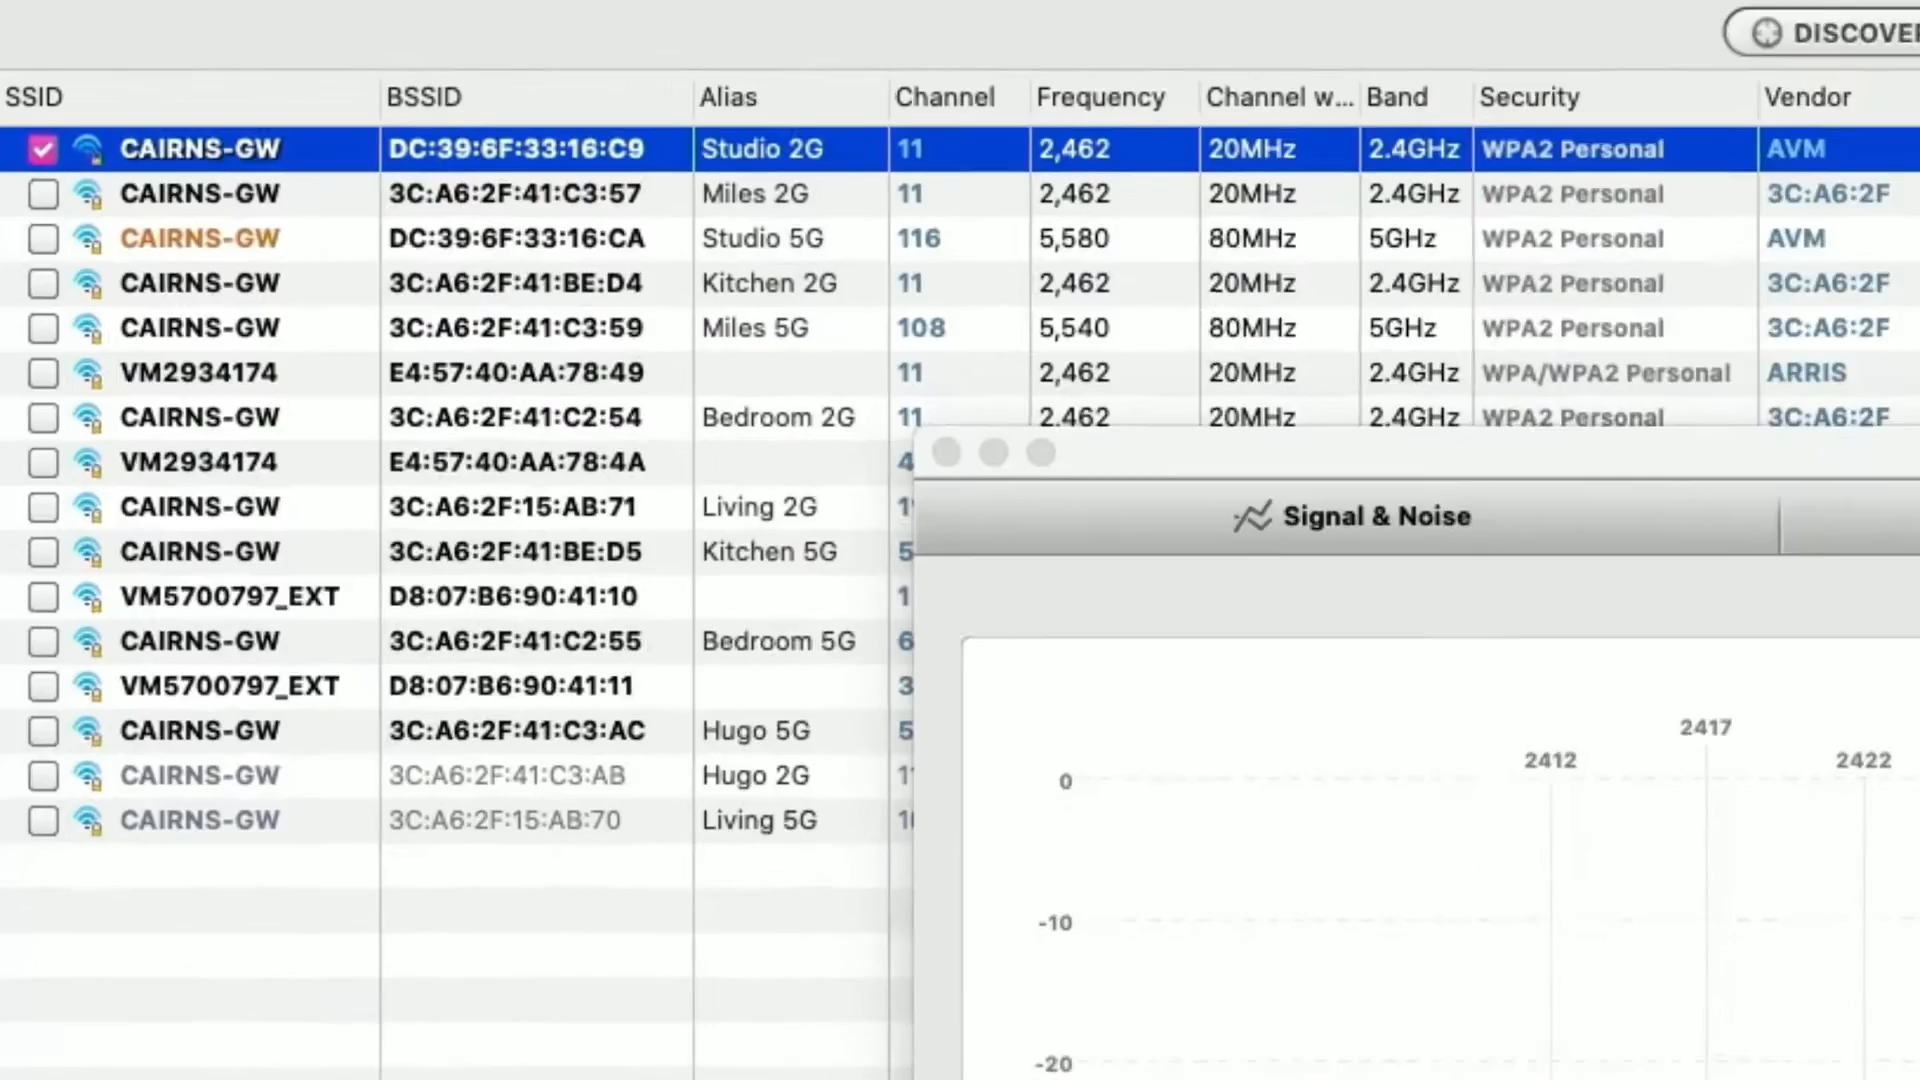 DISCOVER
SSID BSSID Alias Channel Frequency Channel w... Band Security Vendor
CAIRNS-GW DC:39:6F:33:16:C9 Studio 2G 11 2,462 20MHz 2.4GHz WPA2 Personal AVM
CAIRNS-GW 3C:A6:2F:41:C3:57 Miles 2G 11 2,462 20MHz 2.4GHz WPA2 Personal 3C:A6:2F
CAIRNS-GW DC:39:6F:33:16:CA Studio 5G 116 5,580 80MHz 5GHz WPA2 Personal AVM
CAIRNS-GW 3C:A6:2F:41:BE:D4 Kitchen 2G 11 2,462 20MHz 2.4GHz WPA2 Personal 3C:A6:2F
CAIRNS-GW 3C:A6:2F:41:C3:59 Miles 5G 108 5,540 80MHz 5GHz WPA2 Personal 3C:A6:2F
VM2934174 E4:57:40:AA:78:49 11 2,462 20MHz 2.4GHz WPA/WPA2 Personal ARRIS
CAIRNS-GW 3C:A6:2F:41:C2:54 Bedroom 2G 11 2,462 20MHz 2.4GHz WPA2 Personal 3C:A6:2F
VM2934174 E4:57:40:AA:78:4A 4
CAIRNS-GW 3C:A6:2F:15:AB:71 Living 2G 1
Signal & Noise
CAIRNS-GW 3C:A6:2F:41:BE:D5 Kitchen 5G 5
VM5700797_EXT D8:07:B6:90:41:10 1
CAIRNS-GW 3C:A6:2F:41:C2:55 Bedroom 5G 6
VM5700797_EXT D8:07:B6:90:41:11 3
CAIRNS-GW 3C:A6:2F:41:C3:AC Hugo 5G 5
CAIRNS-GW 3C:A6:2F:41:C3:AB Hugo 2G 1
CAIRNS-GW 3C:A6:2F:15:AB:70 Living 5G 1
2417
2412 2422
0
-10
-20